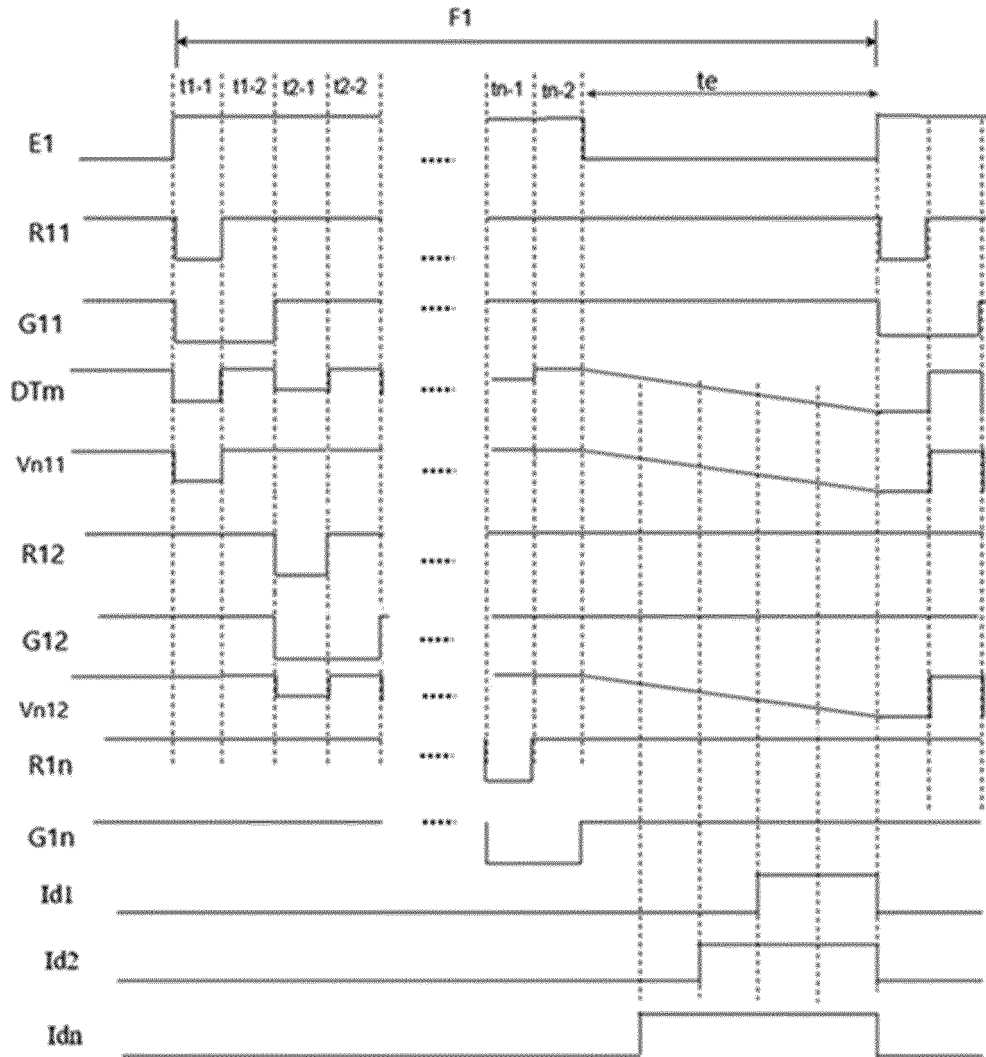 F1
t1-1 t1-2 t2-1 t2-2 tn-1 tn-2 te
E1
R11
G11
DTm
Vn11
R12
G12
Vn12
R1n
G1n
Id1
Id2
Idn